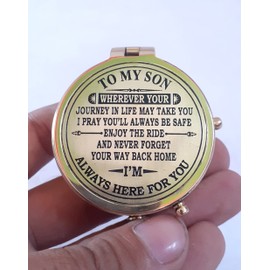 TO MY SON
WHEREVER YOUR
JOURNEY IN LIFE MAY TAKE YOU
I PRAY YOU'LL ALWAYS BE SAFE
ENJOY THE RIDE
AND NEVER FORGET
YOUR WAY BACK HOME
I'M
ALWAYS HERE FOR YOU